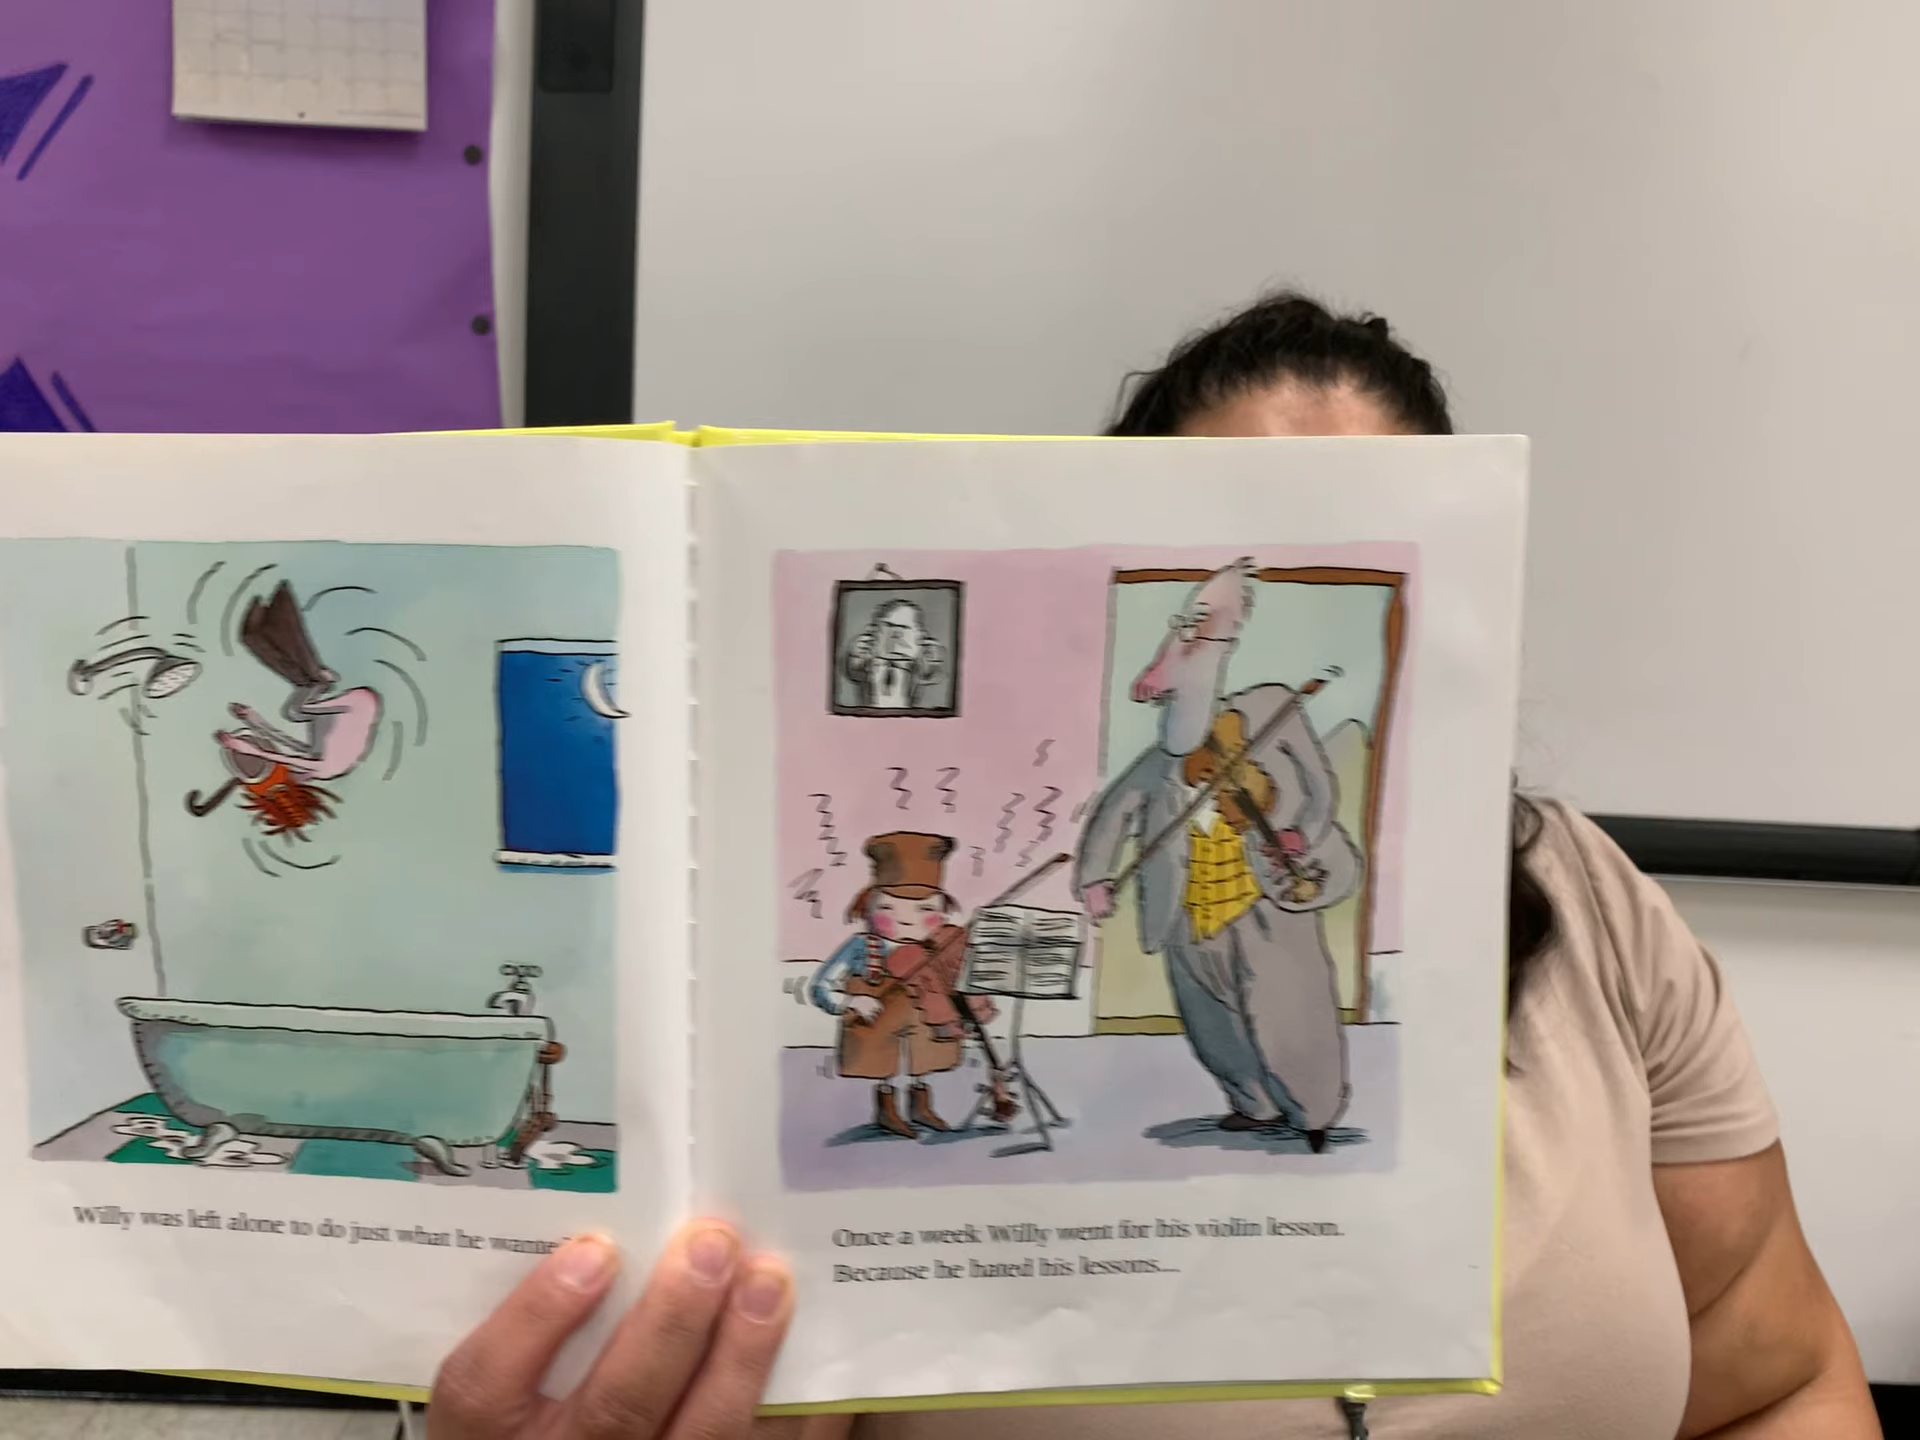 Willy was left alone to do just what he wanted
Once a week Willy went for his violin lesson.
Because he hated his lessons....